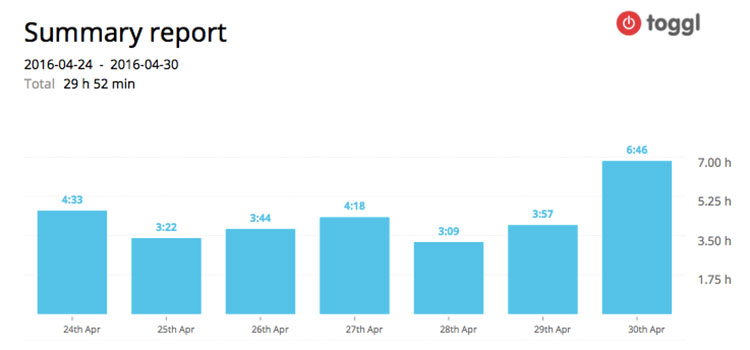 Summary report
toggl
2016-04-24 - 2016-04-30
Total 29 h 52 min
6:46
7.00 h
4:33
4:18
5.25 h
3:44
3:57
3:22
3:09
3.50 h
1.75 h
24th Apr 25th Apr 26th Apr 27th Apr 28th Apr 29th Apr 30th Apr